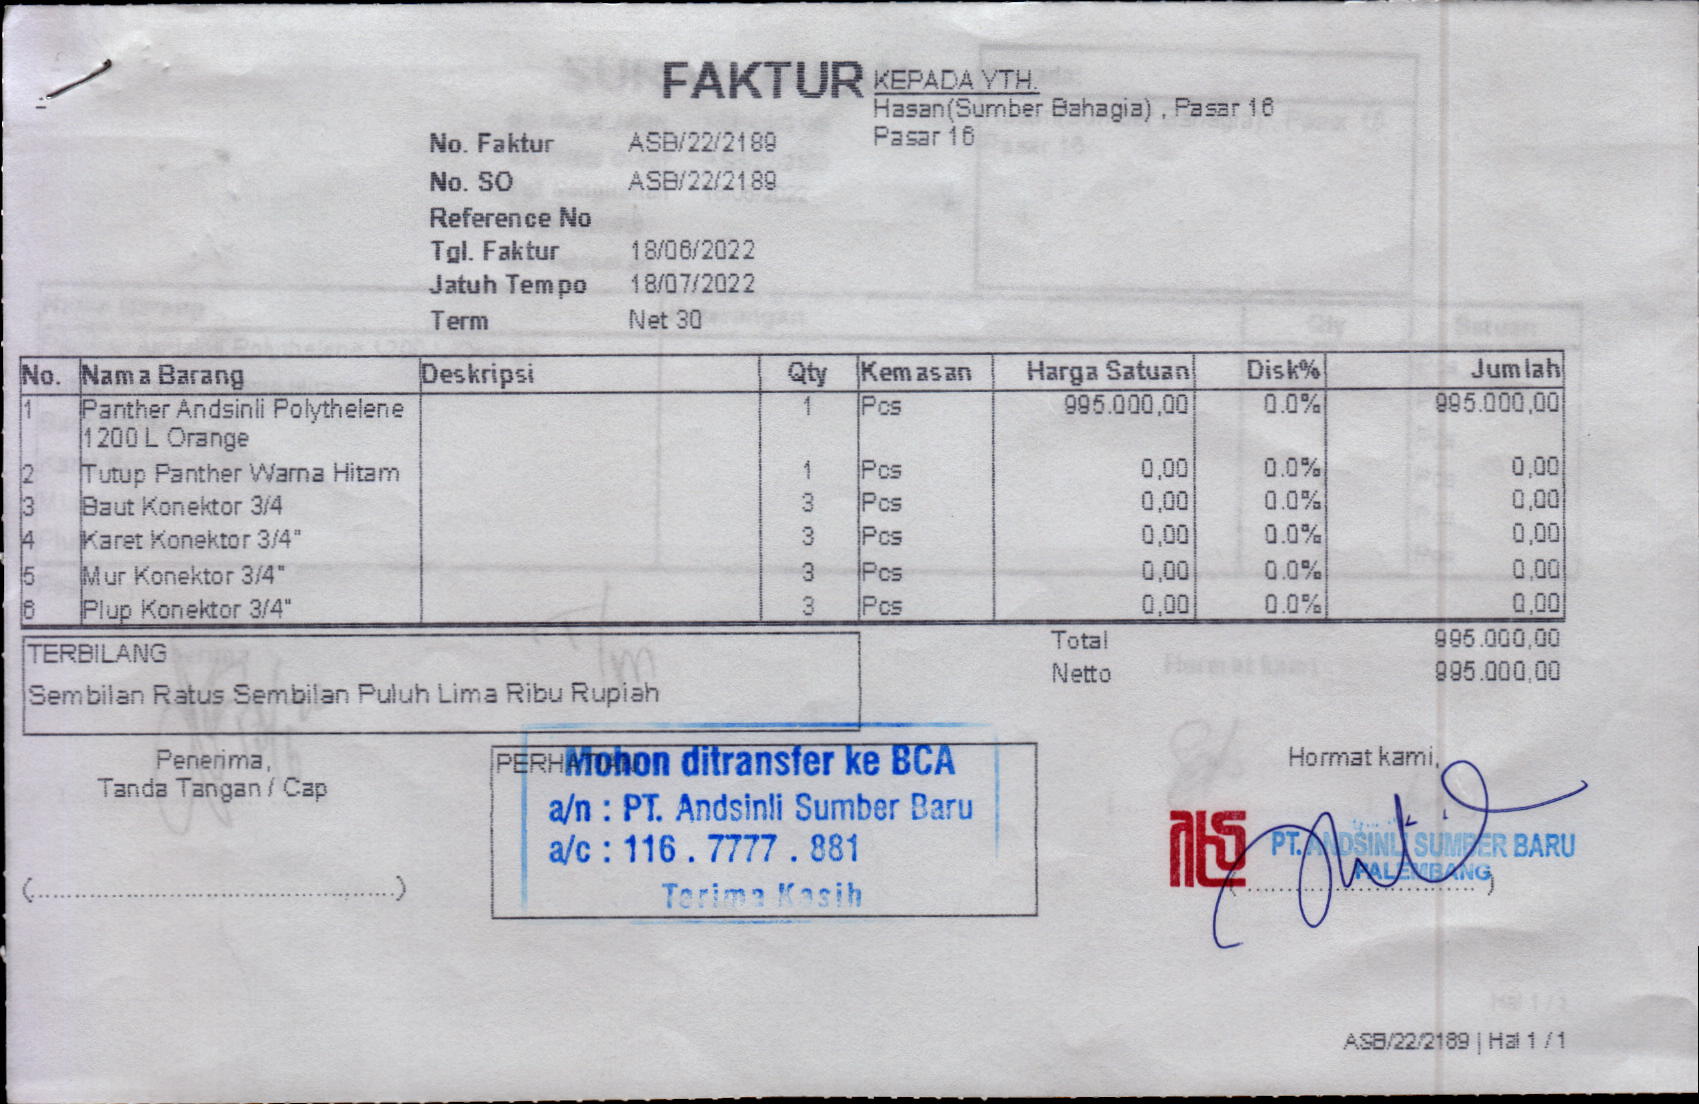 FAKTUR
KEPADA YTH.
Hasan(Sumber Bahagia) , Pasar 16
Pasar 16
No. Faktur ASB/22/2189
No. SO ASB/22/2189
Reference No
Tgl. Faktur 18/06/2022
Jatuh Tempo 18/07/2022
Term Net 30
No. Nama Barang Deskripsi Qty Kemasan Harga Satuan Disk% Jumlah
1 Panther Andsinli Polythelene 1 Pcs 995.000,00 0.0% 995.000,00
1200 L Orange
2 Tutup Panther Warna Hitam 1 Pcs 0,00 0.0% 0,00
3 Baut Konektor 3/4 3 Pcs 0,00 0.0% 0,00
4 Karet Konektor 3/4" 3 Pcs 0,00 0.0% 0,00
5 Mur Konektor 3/4" 3 Pcs 0,00 0.0% 0,00
6 Plup Konektor 3/4" 3 Pcs 0,00 0.0% 0,00
Total 995.000,00
Netto 995.000,00
TERBILANG
Sembilan Ratus Sembilan Puluh Lima Ribu Rupiah
Penerima,
Tanda Tangan / Cap
(..............................................)
PERHATIAN
Mohon ditransfer ke BCA
a/n : PT. Andsinli Sumber Baru
a/c : 116 . 7777 . 881
Terima Kasih
Hormat kami,
PT. ANDSINLI SUMBER BARU
PALEMBANG
ASB/22/2189 | Hal 1 / 1